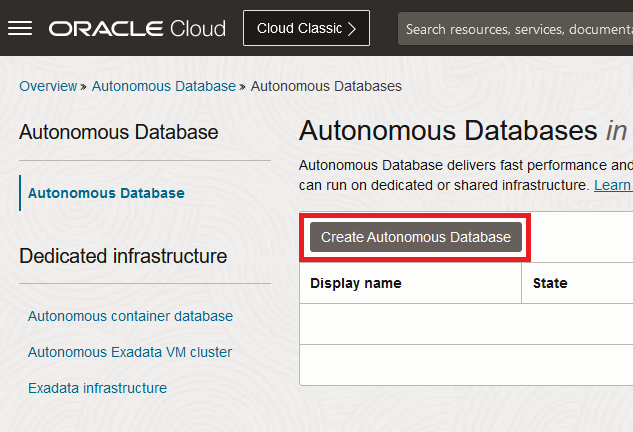 ORACLE Cloud
Cloud Classic
Search resources, services, documenta
Overview » Autonomous Database » Autonomous Databases
Autonomous Database
Autonomous Database
Dedicated infrastructure
Autonomous container database
Autonomous Exadata VM cluster
Exadata infrastructure
Autonomous Databases in
Autonomous Database delivers fast performance and
can run on dedicated or shared infrastructure. Learn
Create Autonomous Database
Display name State